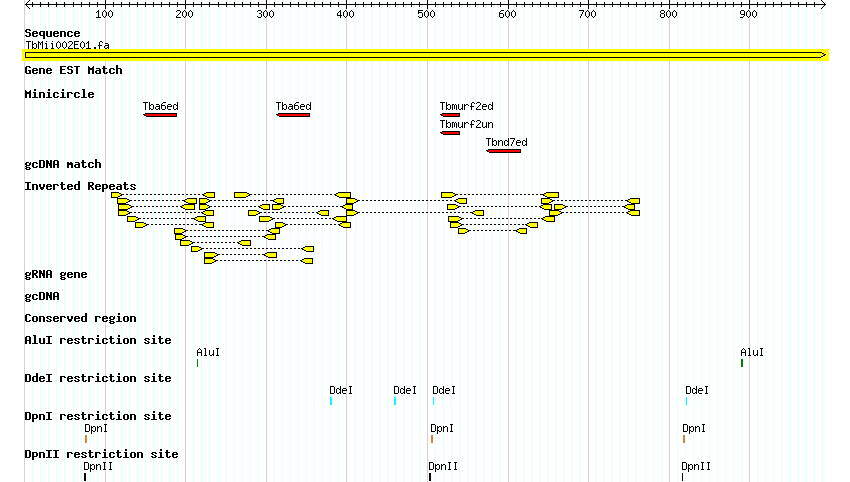 100 200 300 400 500 600 700 800 900
Sequence
TbMii002E01.fa
Gene EST Match
Minicircle
Tba6ed Tba6ed Tbmurf2ed
Tbmurf2un
Tbnd7ed
gcDNA match
Inverted Repeats
gRNA gene
gcDNA
Conserved region
AluI restriction site
AluI AluI
DdeI restriction site
DdeI DdeI DdeI DdeI
DpnI restriction site
DpnI DpnI DpnI
DpnII restriction site
DpnII DpnII DpnII